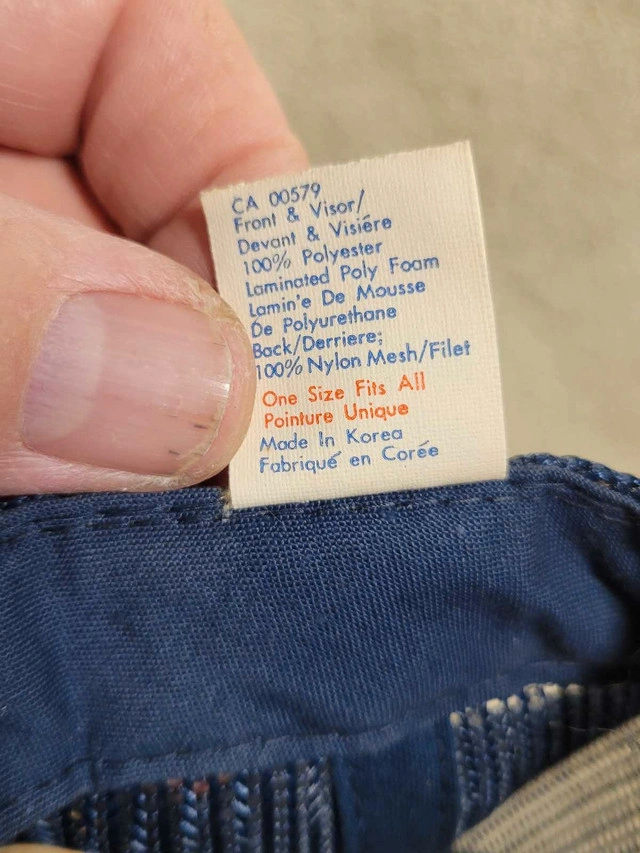 CA 00579
Front & Visor/
Devant & Visiére
100% Polyester
Laminated Poly Foam
Lamin'e De Mousse
De Polyurethane
Back/Derriere;
100% Nylon Mesh/Filet
One Size Fits All
Pointure Unique
Made In Korea
Fabriqué en Corée